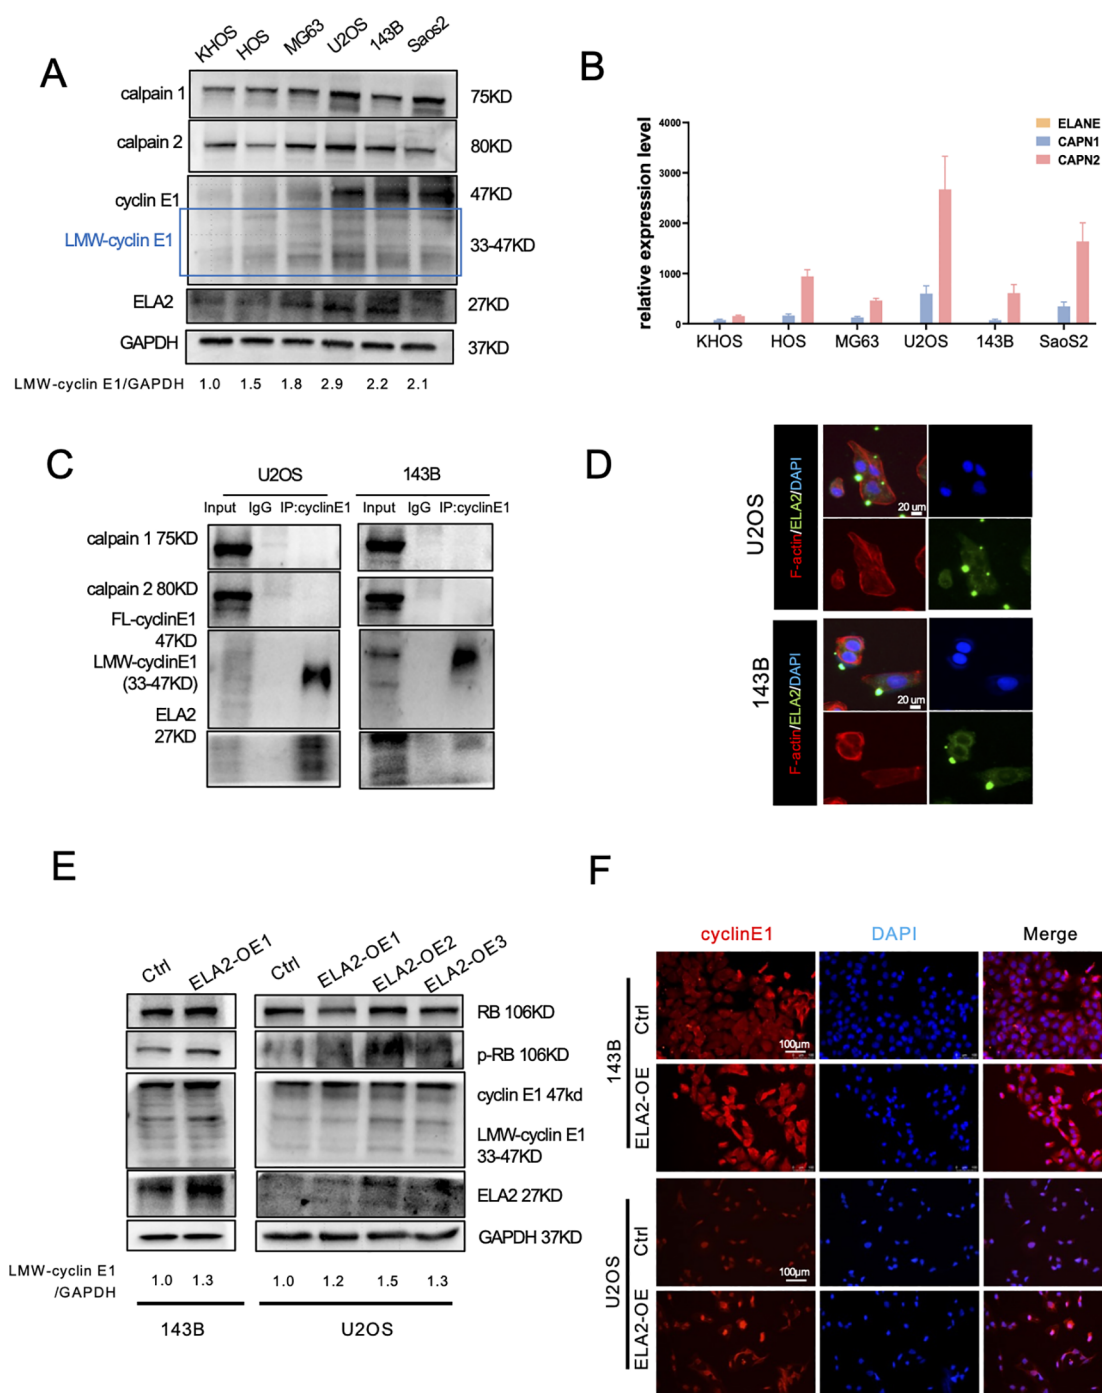 A
KHOS HOS MG63 U2OS 143B Saos2
calpain 1 75KD
calpain 2 80KD
cyclin E1 47KD
LMW-cyclin E1 33-47KD
ELA2 27KD
GAPDH 37KD
LMW-cyclin E1/GAPDH 1.0 1.5 1.8 2.9 2.2 2.1
B
relative expression level
4000
3000
2000
1000
0
ELANE
CAPN1
CAPN2
KHOS HOS MG63 U2OS 143B SaoS2
C
U2OS 143B
Input IgG IP:cyclinE1 Input IgG IP:cyclinE1
calpain 1 75KD
calpain 2 80KD
FL-cyclinE1
47KD
LMW-cyclinE1
(33-47KD)
ELA2
27KD
D
U2OS
F-actin/ELA2/DAPI
20 um
143B
F-actin/ELA2/DAPI
20 um
E
Ctrl ELA2-OE1 Ctrl ELA2-OE1 ELA2-OE2 ELA2-OE3
RB 106KD
p-RB 106KD
cyclin E1 47kd
LMW-cyclin E1
33-47KD
ELA2 27KD
GAPDH 37KD
LMW-cyclin E1
/GAPDH
1.0 1.3 1.0 1.2 1.5 1.3
143B U2OS
F
cyclinE1 DAPI Merge
143B
Ctrl
100μm
ELA2-OE
U2OS
Ctrl
100μm
ELA2-OE